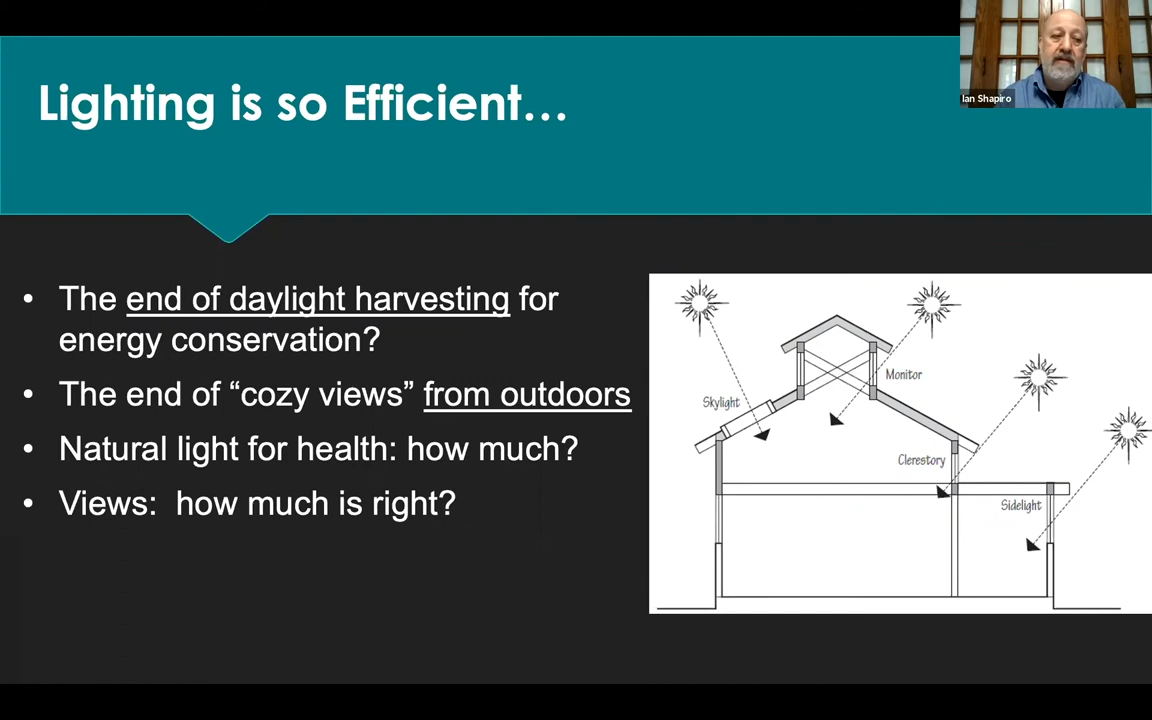 Ian Shapiro
Lighting is so Efficient…
• The end of daylight harvesting for
energy conservation?
• The end of “cozy views” from outdoors
• Natural light for health: how much?
• Views:  how much is right?
Skylight
Monitor
Clerestory
Sidelight